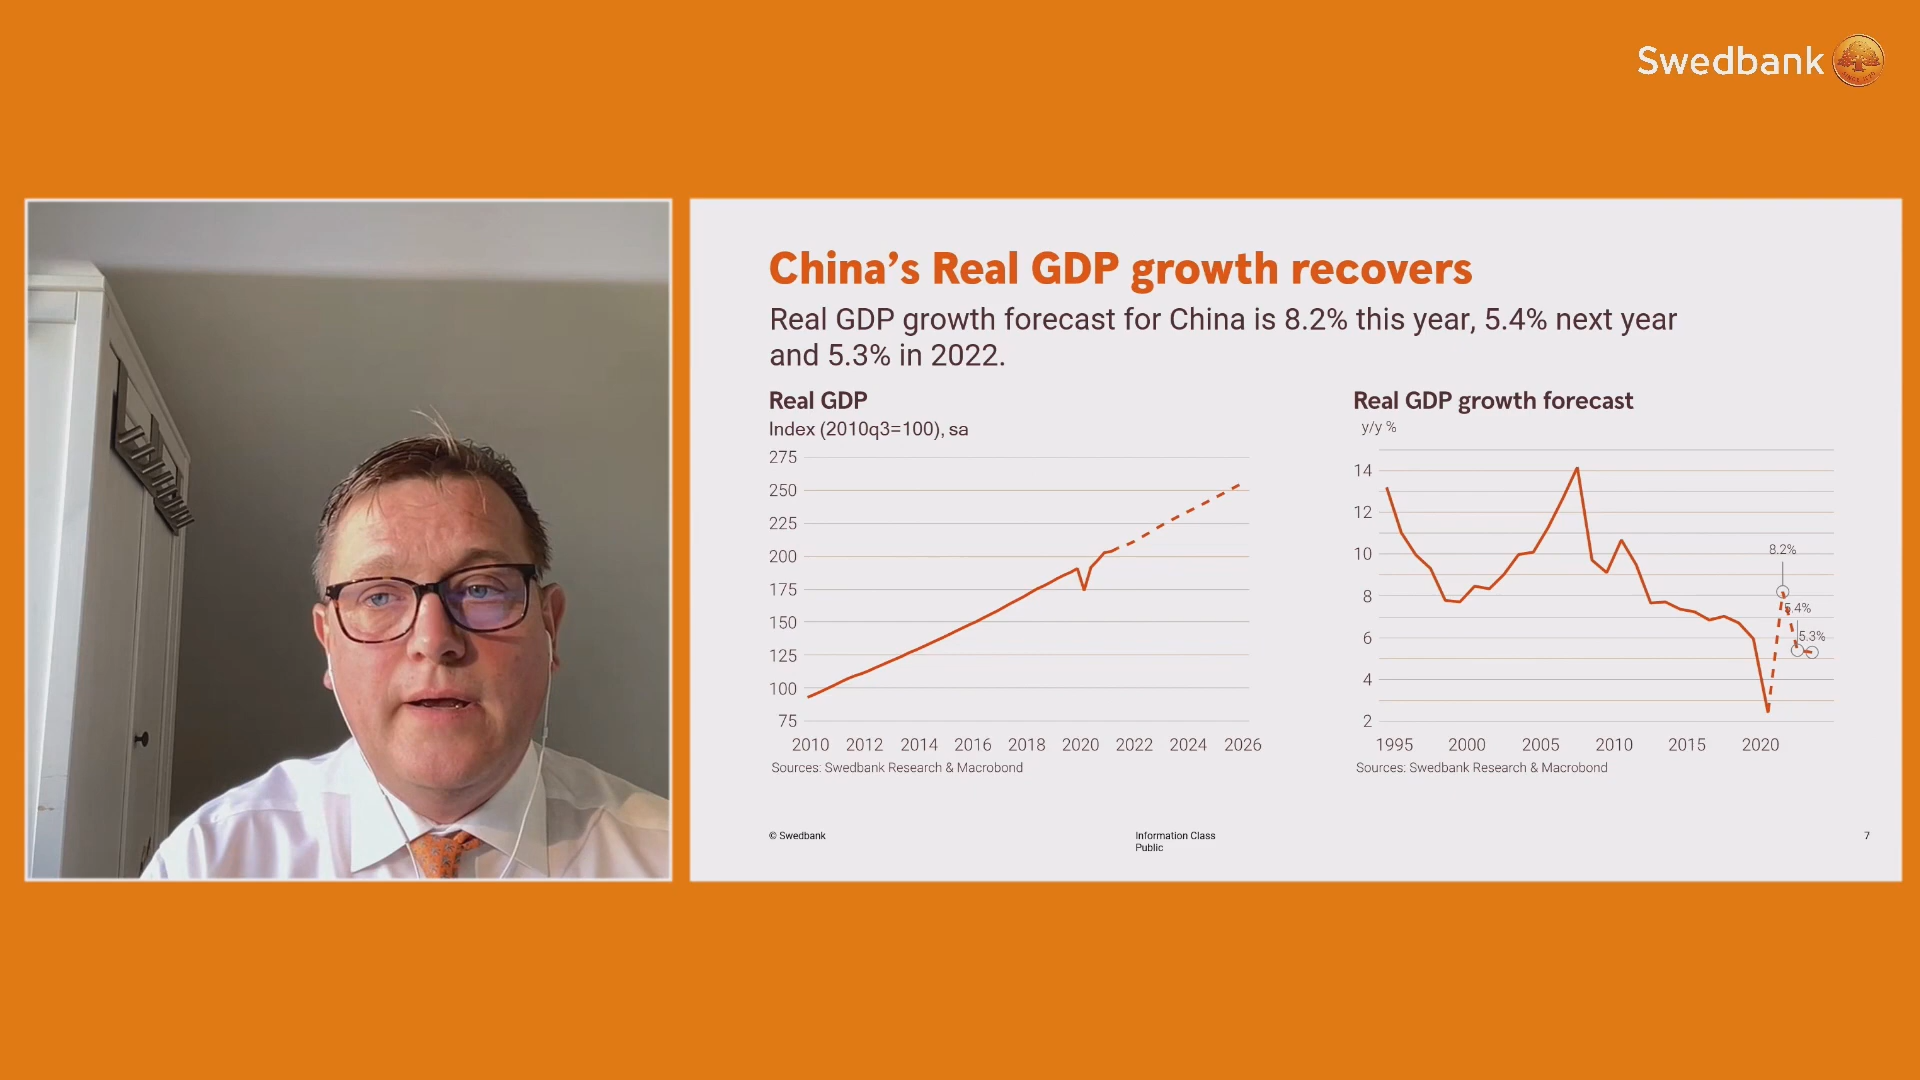 Swedbank
China's Real GDP growth recovers
Real GDP growth forecast for China is 8.2% this year, 5.4% next year
and 5.3% in 2022.
Real GDP
Index (2010q3=100), sa
275
250
225
200
175
150
125
100
75
2010 2012 2014 2016 2018 2020 2022 2024 2026
Sources: Swedbank Research & Macrobond
Real GDP growth forecast
y/y %
14
12
10
8
6
4
2
8.2%
5.4%
5.3%
1995 2000 2005 2010 2015 2020
Sources: Swedbank Research & Macrobond
© Swedbank
Information Class
Public
7